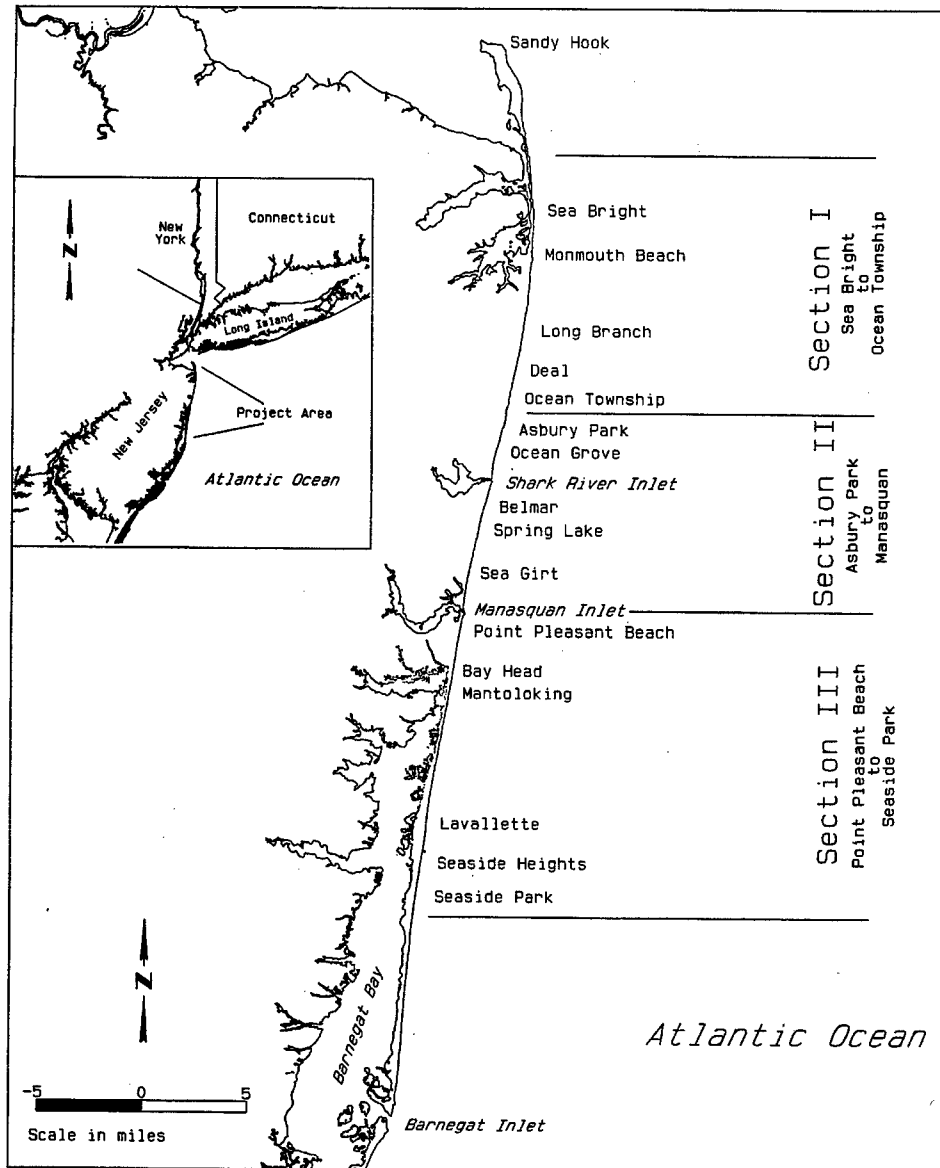 Sandy Hook
Sea Bright
Monmouth Beach
Long Branch
Deal
Ocean Township
Asbury Park
Ocean Grove
Shark River Inlet
Belmar
Spring Lake
Sea Girt
Manasquan Inlet
Point Pleasant Beach
Bay Head
Mantoloking
Lavallette
Seaside Heights
Seaside Park
Barnegat Bay
Barnegat Inlet
Atlantic Ocean
Section I
Sea Bright
to
Ocean Township
Section II
Asbury Park
to
Manasquan
Section III
Point Pleasant Beach
to
Seaside Park
N
New
York
Connecticut
Long Island
Project Area
New Jersey
Atlantic Ocean
N
-5 0 5
Scale in miles